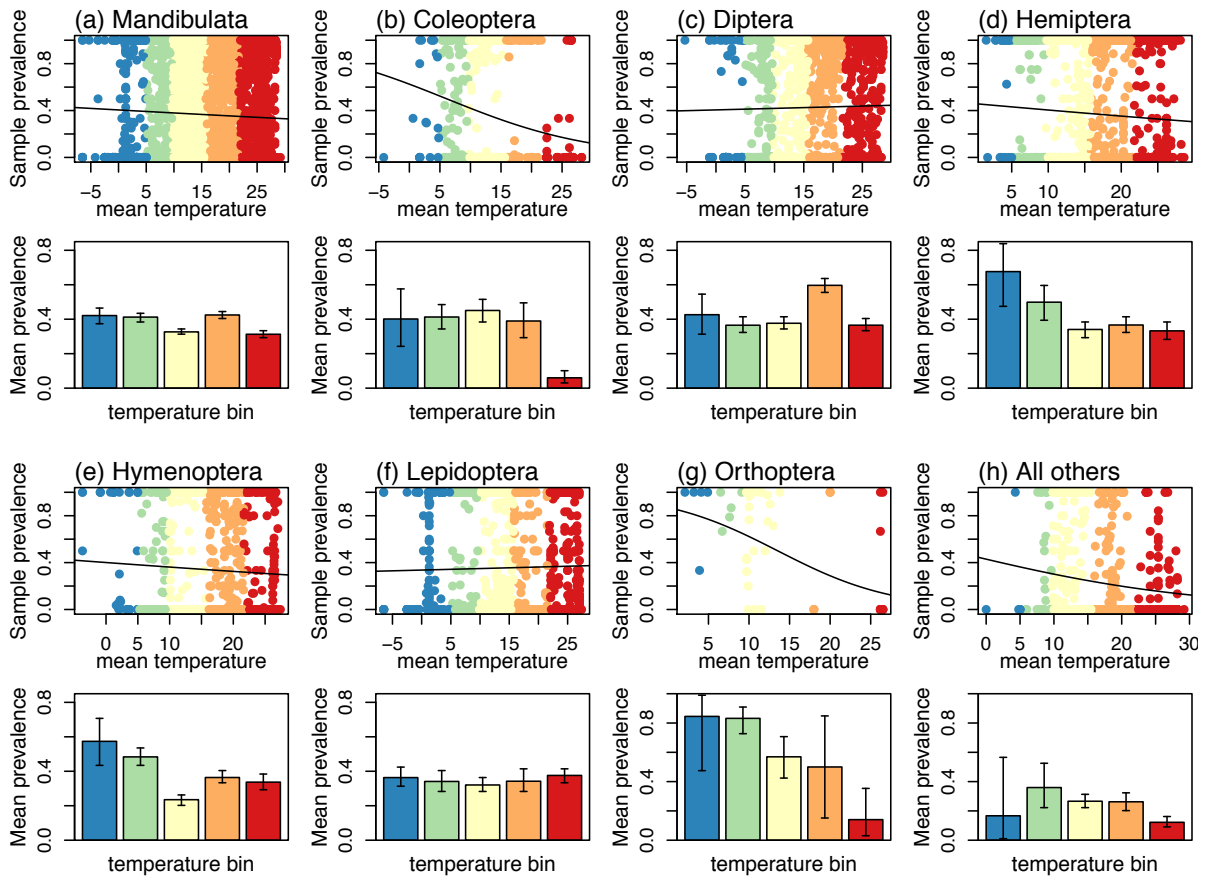 (a) Mandibulata
Sample prevalence
0.0 0.4 0.8
−5 5 15 25
mean temperature
Mean prevalence
0.0 0.4 0.8
temperature bin
(b) Coleoptera
Sample prevalence
0.0 0.4 0.8
−5 5 15 25
mean temperature
Mean prevalence
0.0 0.4 0.8
temperature bin
(c) Diptera
Sample prevalence
0.0 0.4 0.8
−5 5 15 25
mean temperature
Mean prevalence
0.0 0.4 0.8
temperature bin
(d) Hemiptera
Sample prevalence
0.0 0.4 0.8
5 10 20
mean temperature
Mean prevalence
0.0 0.4 0.8
temperature bin
(e) Hymenoptera
Sample prevalence
0.0 0.4 0.8
0 10 20
mean temperature
Mean prevalence
0.0 0.4 0.8
temperature bin
(f) Lepidoptera
Sample prevalence
0.0 0.4 0.8
−5 5 15 25
mean temperature
Mean prevalence
0.0 0.4 0.8
temperature bin
(g) Orthoptera
Sample prevalence
0.0 0.4 0.8
5 10 15 20 25
mean temperature
Mean prevalence
0.0 0.4 0.8
temperature bin
(h) All others
Sample prevalence
0.0 0.4 0.8
0 5 10 20 30
mean temperature
Mean prevalence
0.0 0.4 0.8
temperature bin